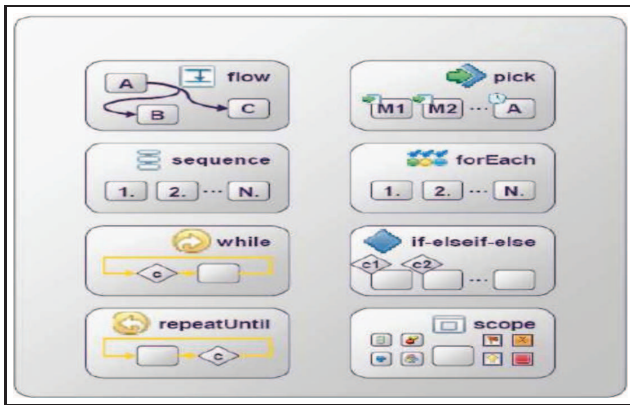 flow
A
B
C
pick
M1 M2 ... A
sequence
1. 2. ... N.
forEach
1. 2. ... N.
while
c
if-elseif-else
c1 c2 ...
repeatUntil
c
scope